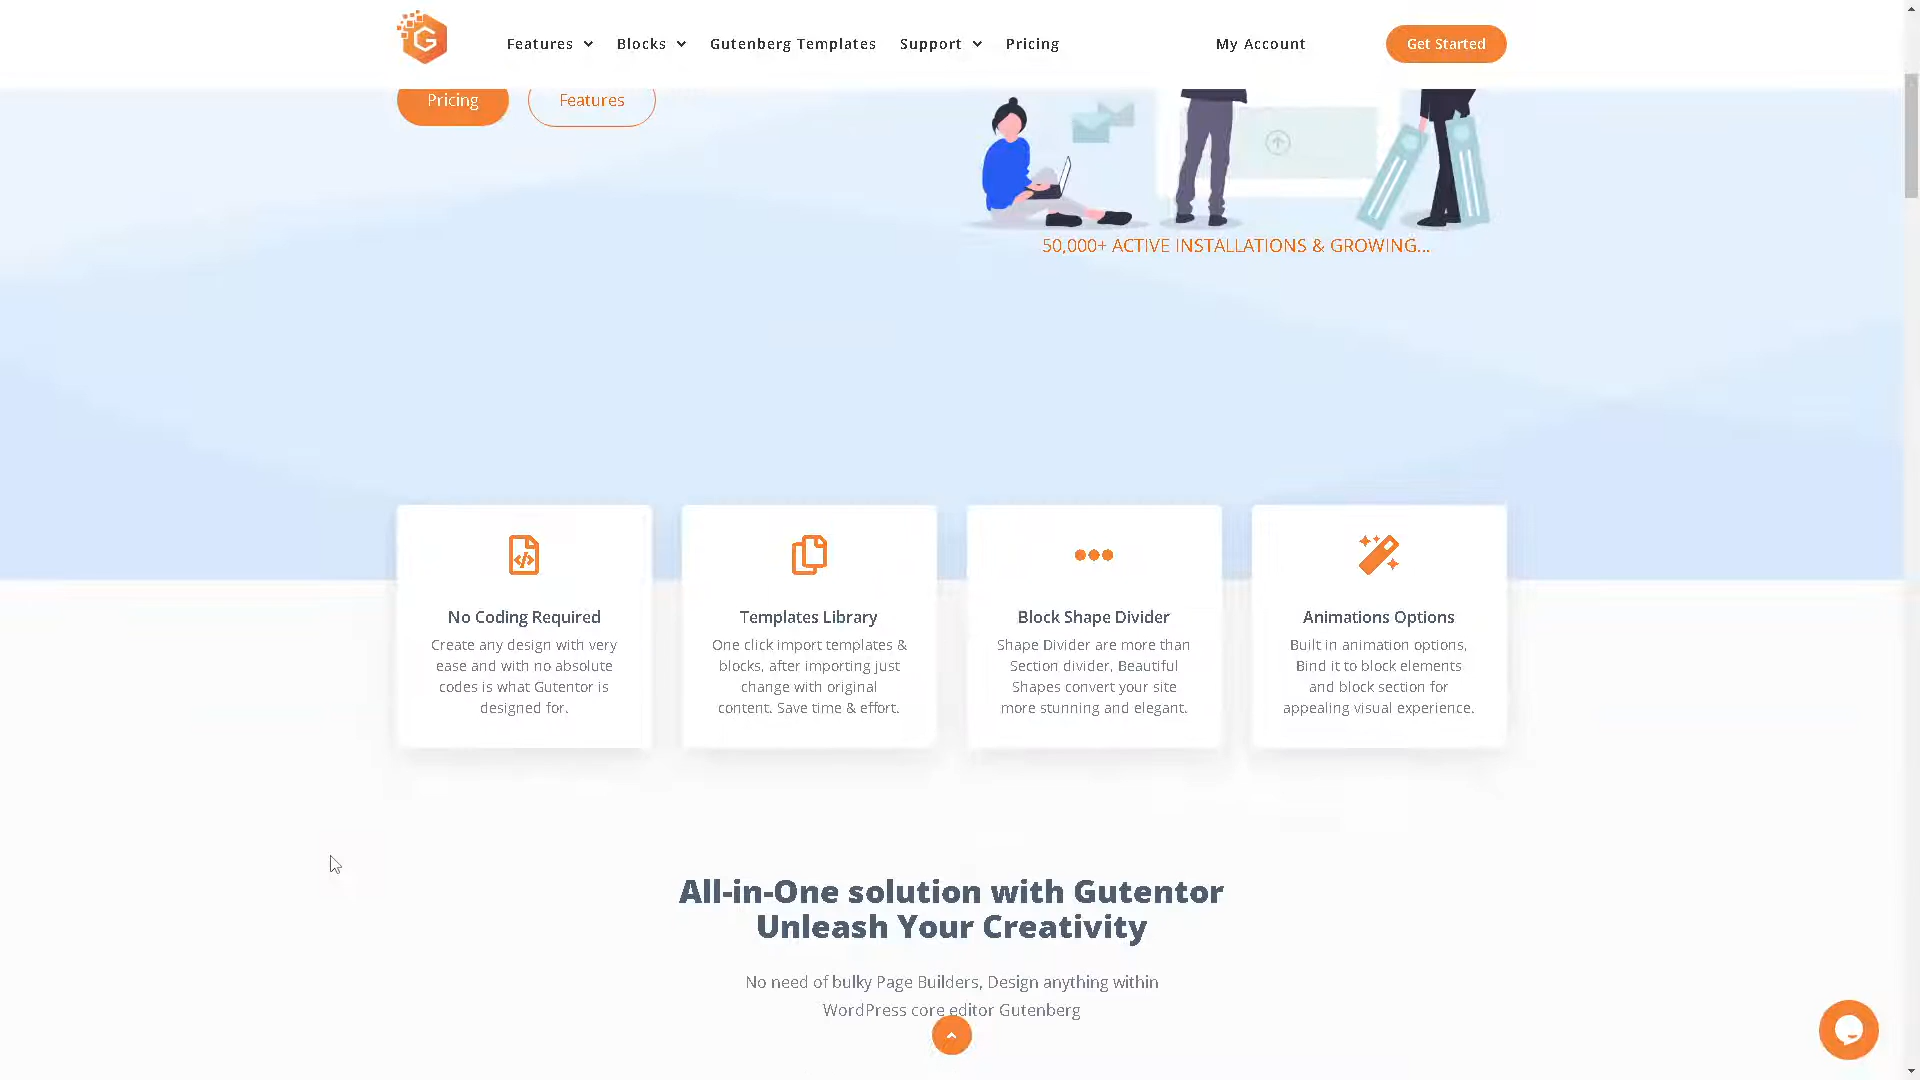 Features
Blocks
Gutenberg Templates
Support
Pricing
My Account
Get Started
Pricing
Features
50,000+ ACTIVE INSTALLATIONS & GROWING...
No Coding Required
Create any design with very
ease and with no absolute
codes is what Gutentor is
designed for.
Templates Library
One click import templates &
blocks, after importing just
change with original
content. Save time & effort.
Block Shape Divider
Shape Divider are more than
Section divider, Beautiful
Shapes convert your site
more stunning and elegant.
Animations Options
Built in animation options,
Bind it to block elements
and block section for
appealing visual experience.
All-in-One solution with Gutentor
Unleash Your Creativity
No need of bulky Page Builders, Design anything within
WordPress core editor Gutenberg